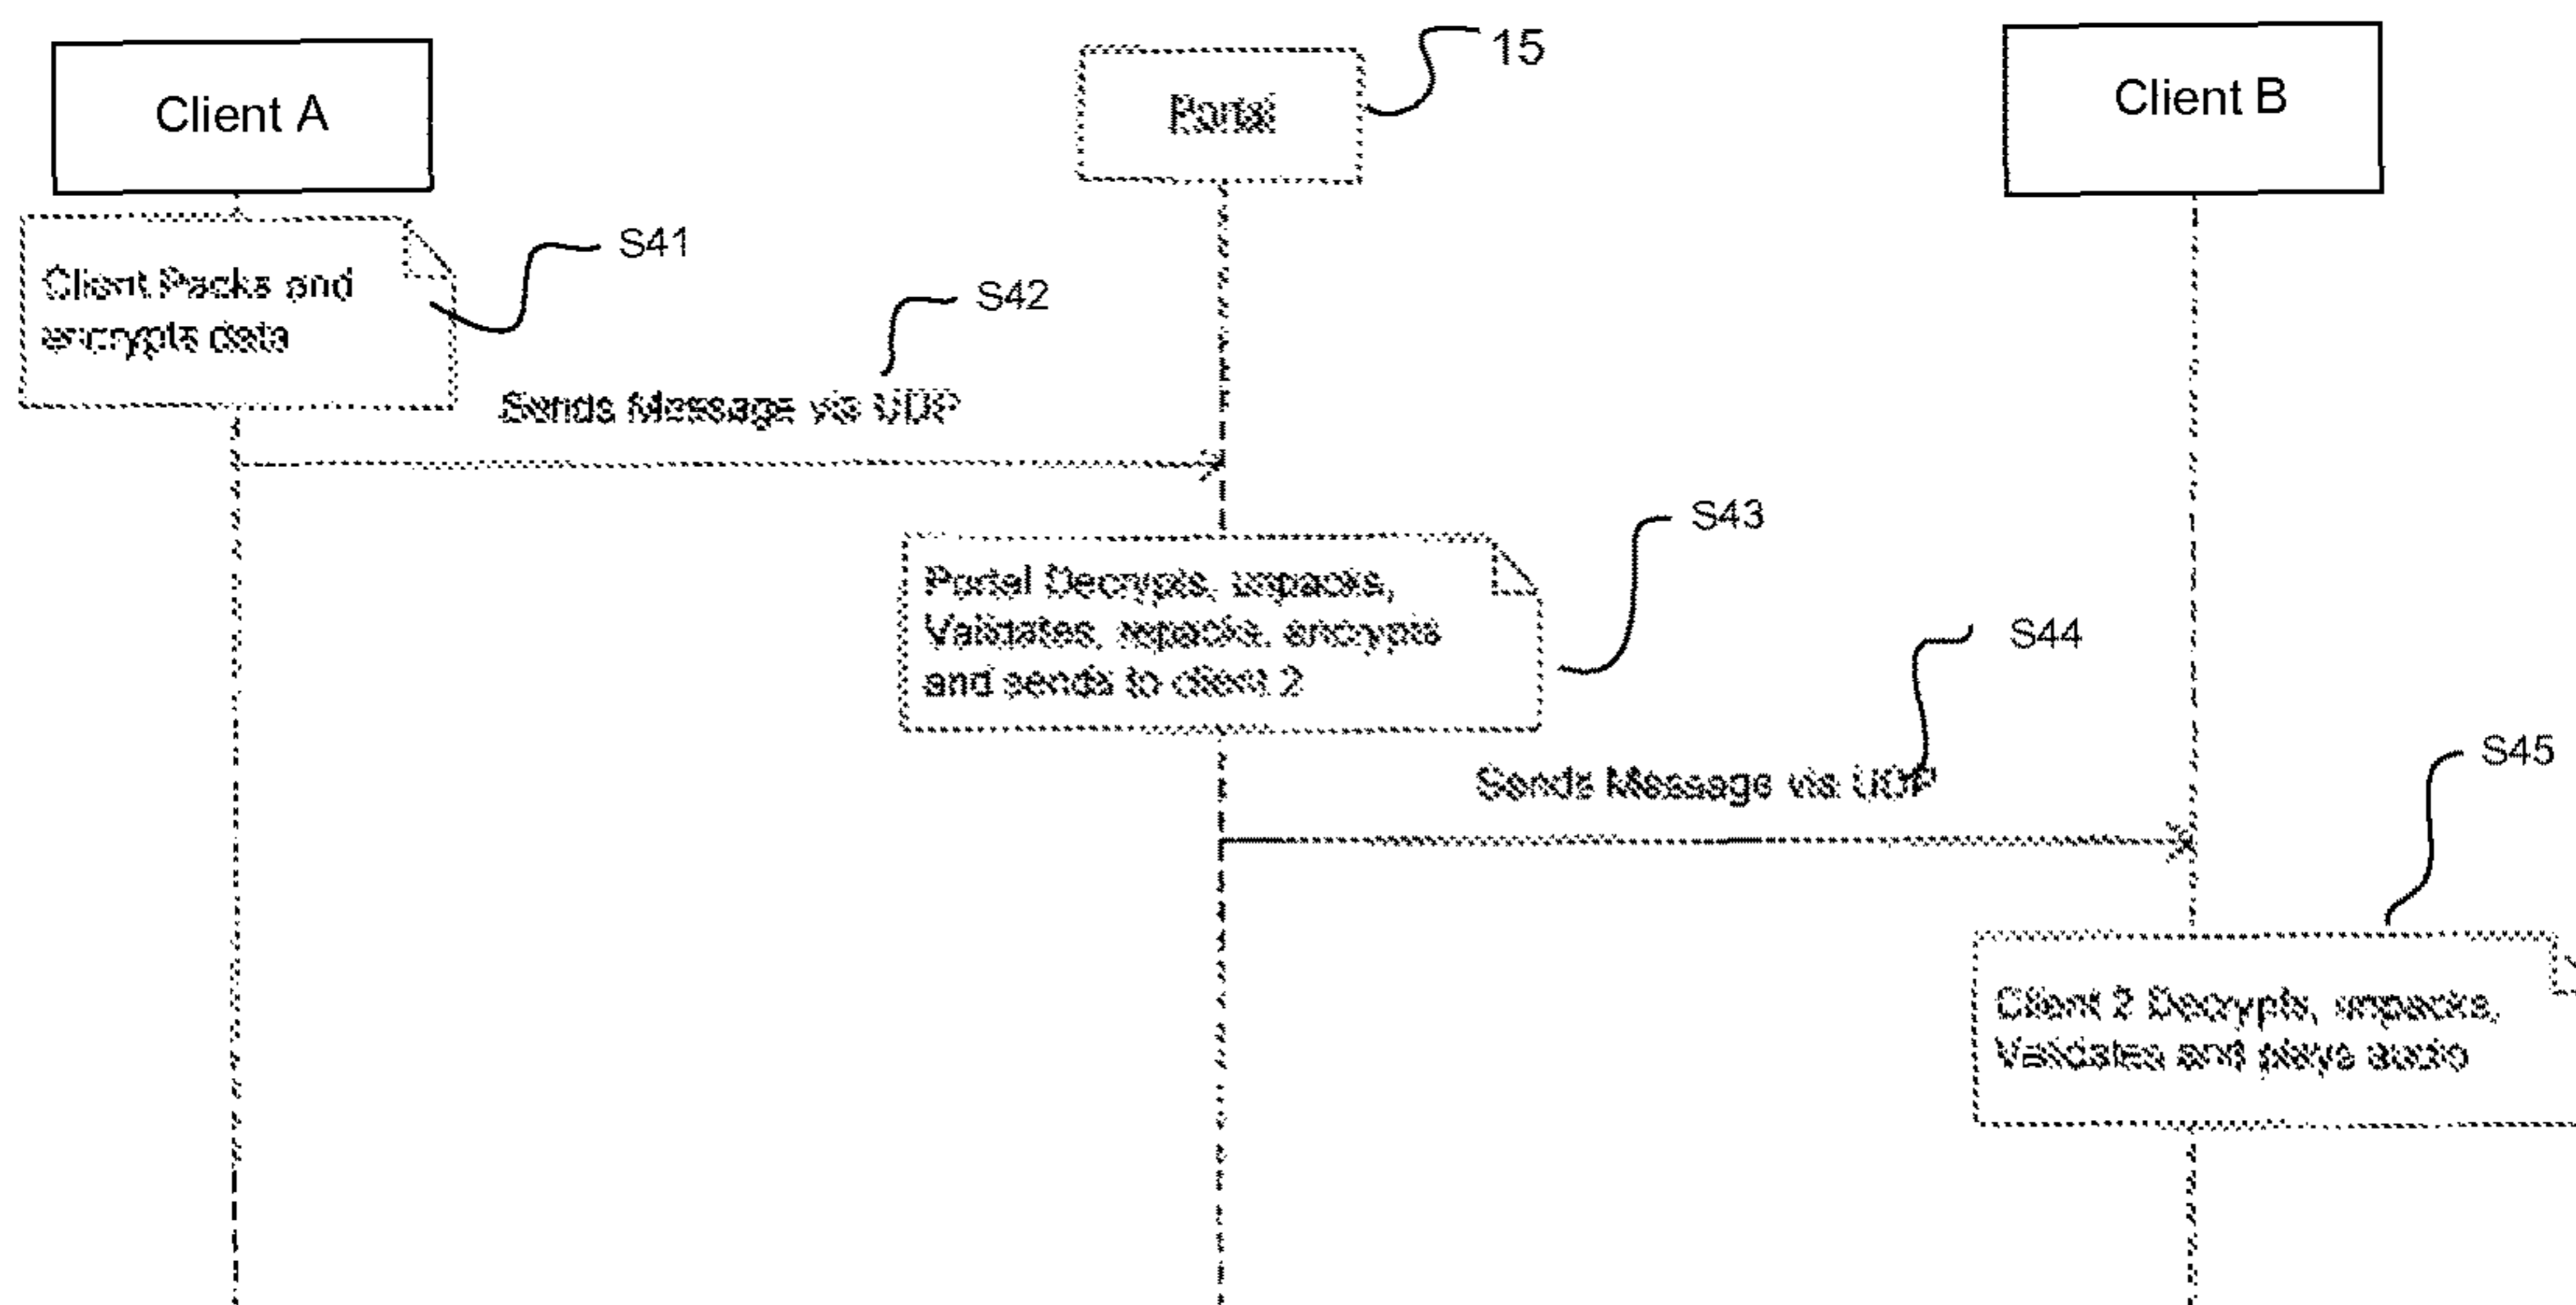 Client A
Portal
15
Client B
Client Packs and
encrypts data
S41
S42
Sends Message via UDP
S43
Portal Decrypts, unpacks,
Validates, repacks, encrypts
and sends to client 2
S44
Sends Message via UDP
S45
Client 2 Decrypts, unpacks,
Validates and plays audio